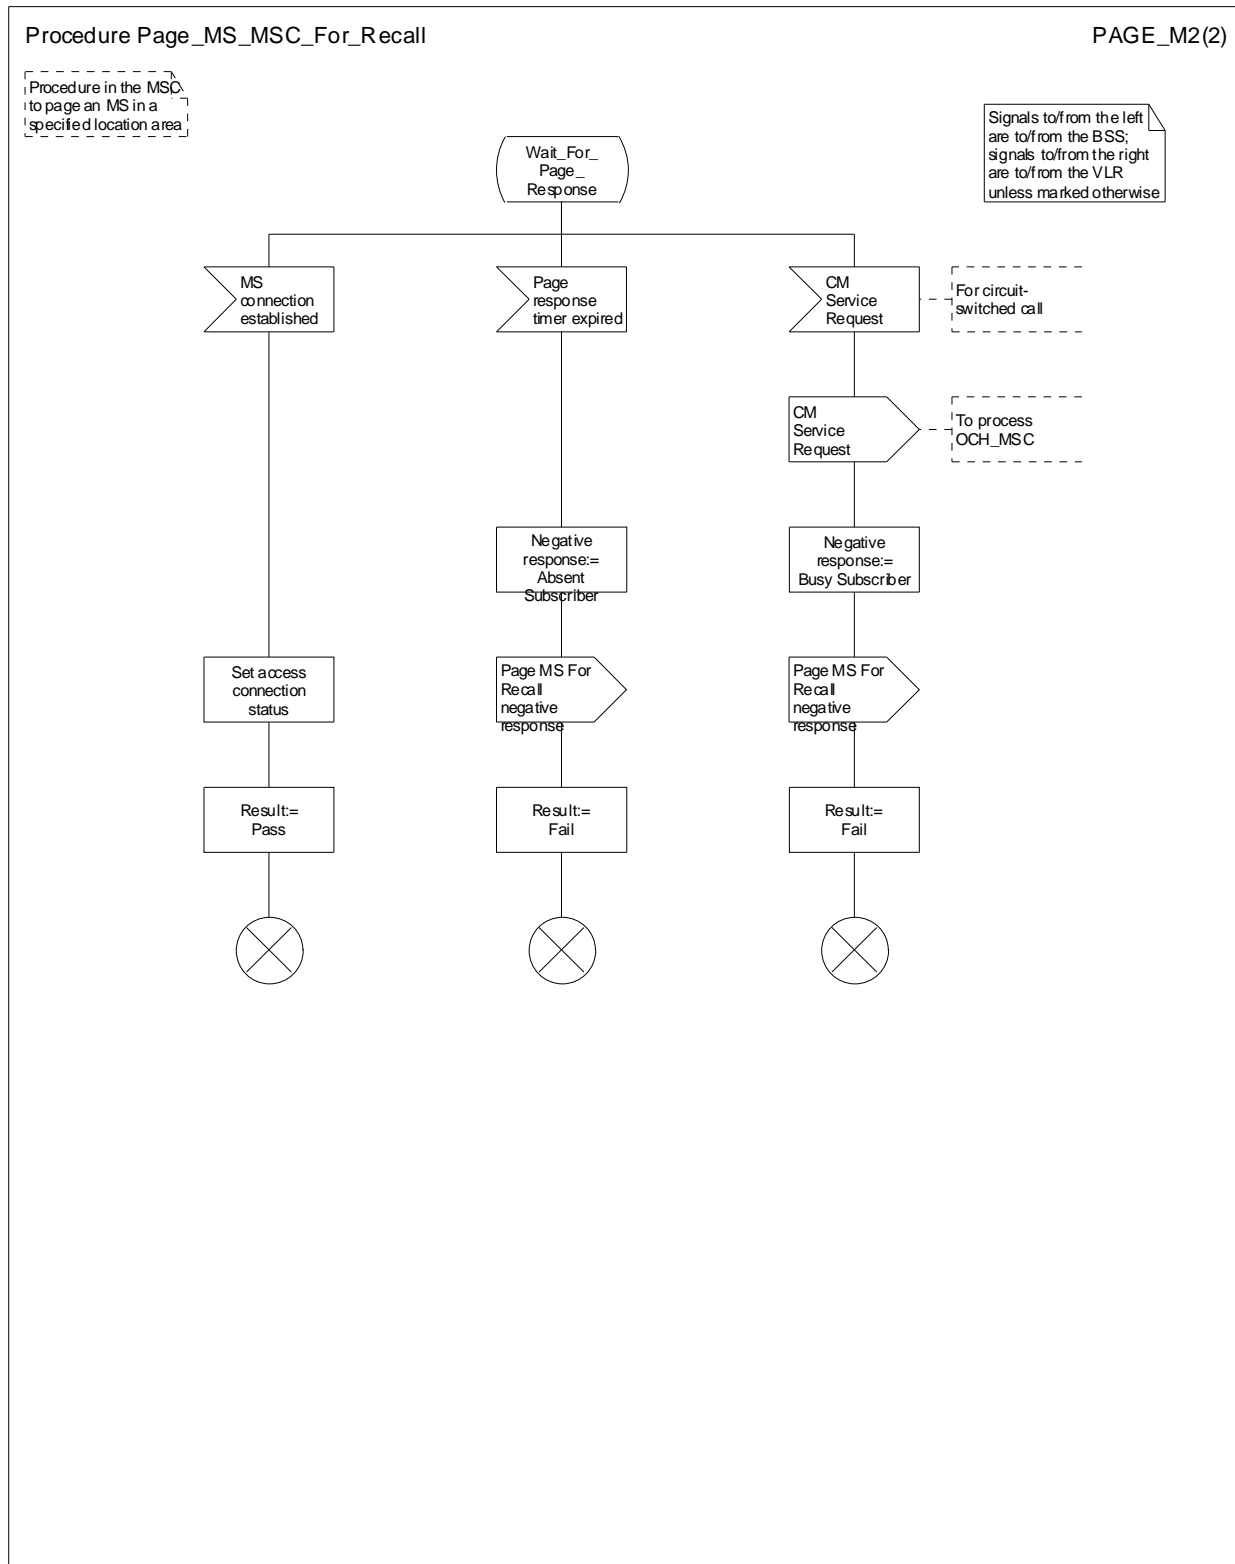 Procedure Page_MS_MSC_For_Recall
PAGE_M2(2)
Procedure in the MSC
to page an MS in a
specified location area
Signals to/from the left
are to/from the BSS;
signals to/from the right
are to/from the VLR
unless marked otherwise
Wait_For_
Page_
Response
MS
connection
established
Page
response
timer expired
CM
Service
Request
For circuit-
switched call
CM
Service
Request
To process
OCH_MSC
Negative
response:=
Absent
Subscriber
Negative
response:=
Busy Subscriber
Set access
connection
status
Page MS For
Recall
negative
response
Page MS For
Recall
negative
response
Result:=
Pass
Result:=
Fail
Result:=
Fail